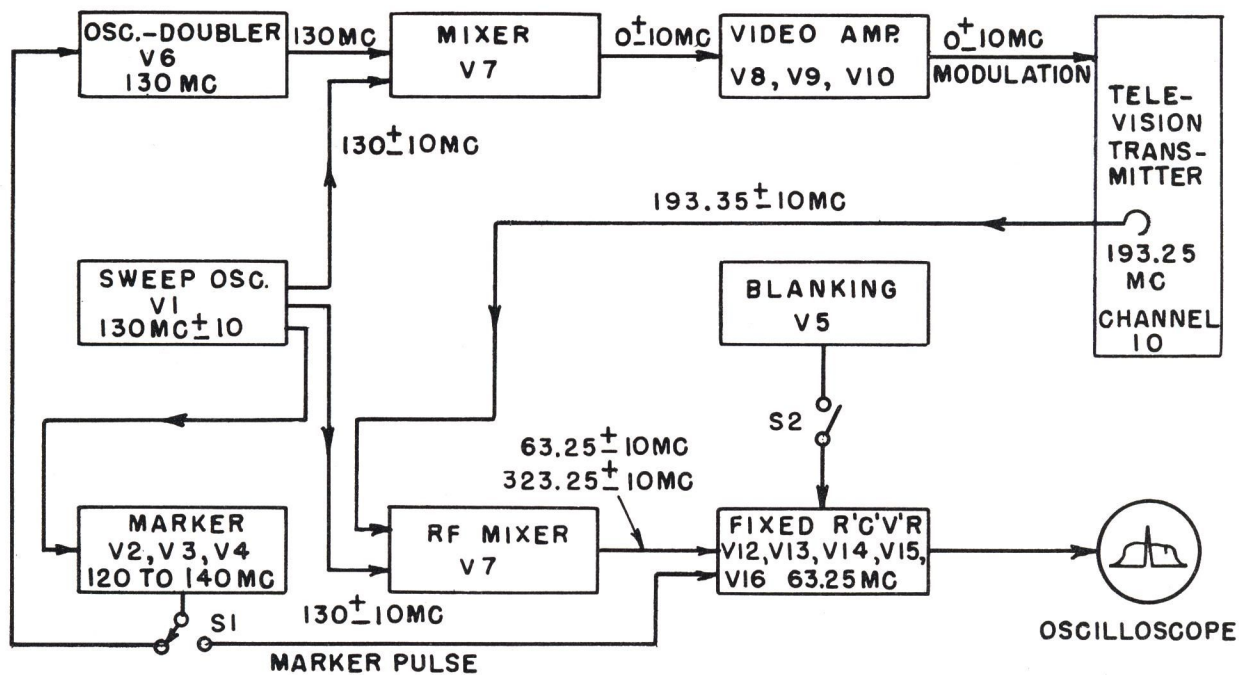 OSC.-DOUBLER
V6
130 MC
130MC
MIXER
V7
0±10MC
VIDEO AMP.
V8, V9, V10
0±10MC
MODULATION
TELE-
VISION
TRANS-
MITTER
193.25
MC
CHANNEL
10
130±10MC
193.35±10MC
SWEEP OSC.
V1
130MC±10
BLANKING
V5
S2
63.25±10MC
323.25±10MC
MARKER
V2, V3, V4
120 TO 140MC
RF MIXER
V7
FIXED R'C'V'R
V12, V13, V14, V15,
V16 63.25MC
130±10MC
S1
MARKER PULSE
OSCILLOSCOPE